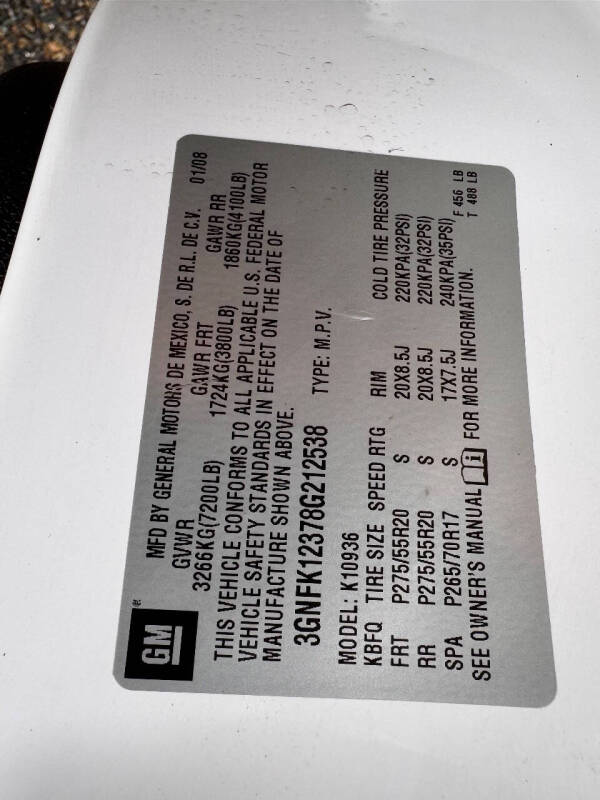 GM
MFD BY GENERAL MOTORS DE MEXICO, S. DE R.L. DE C.V. 01/08
GVWR GAWR FRT GAWR RR
3266KG(7200LB) 1724KG(3800LB) 1860KG(4100LB)
THIS VEHICLE CONFORMS TO ALL APPLICABLE U.S. FEDERAL MOTOR
VEHICLE SAFETY STANDARDS IN EFFECT ON THE DATE OF
MANUFACTURE SHOWN ABOVE.
3GNFK12378G212538 TYPE: M.P.V.
MODEL: K10936
KBFQ TIRE SIZE SPEED RTG RIM COLD TIRE PRESSURE
FRT P275/55R20 S 20X8.5J 220KPA(32PSI)
RR P275/55R20 S 20X8.5J 220KPA(32PSI)
SPA P265/70R17 S 17X7.5J 240KPA(35PSI)
F 456 LB
SEE OWNER'S MANUAL i FOR MORE INFORMATION.
T 488 LB